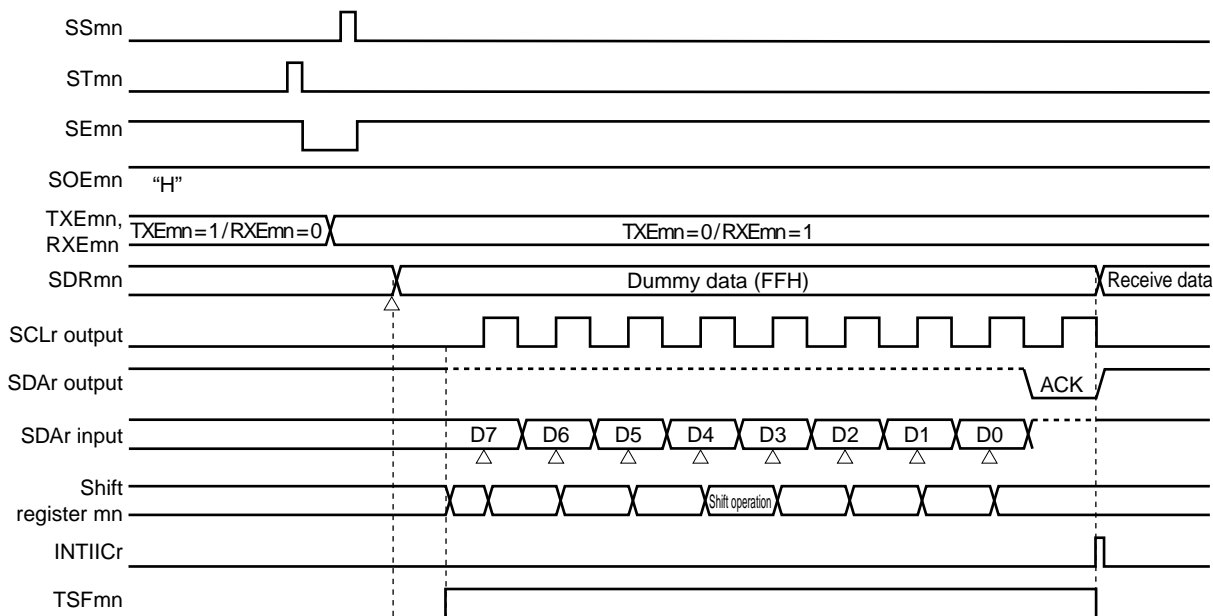 SSmn
STmn
SEmn
SOEmn “H”
TXEmn,
RXEmn TXEmn=1/RXEmn=0 TXEmn=0/RXEmn=1
SDRmn Dummy data (FFH) Receive data
SCLr output
SDAr output ACK
SDAr input D7 D6 D5 D4 D3 D2 D1 D0
Shift
register mn Shift operation
INTIICr
TSFmn